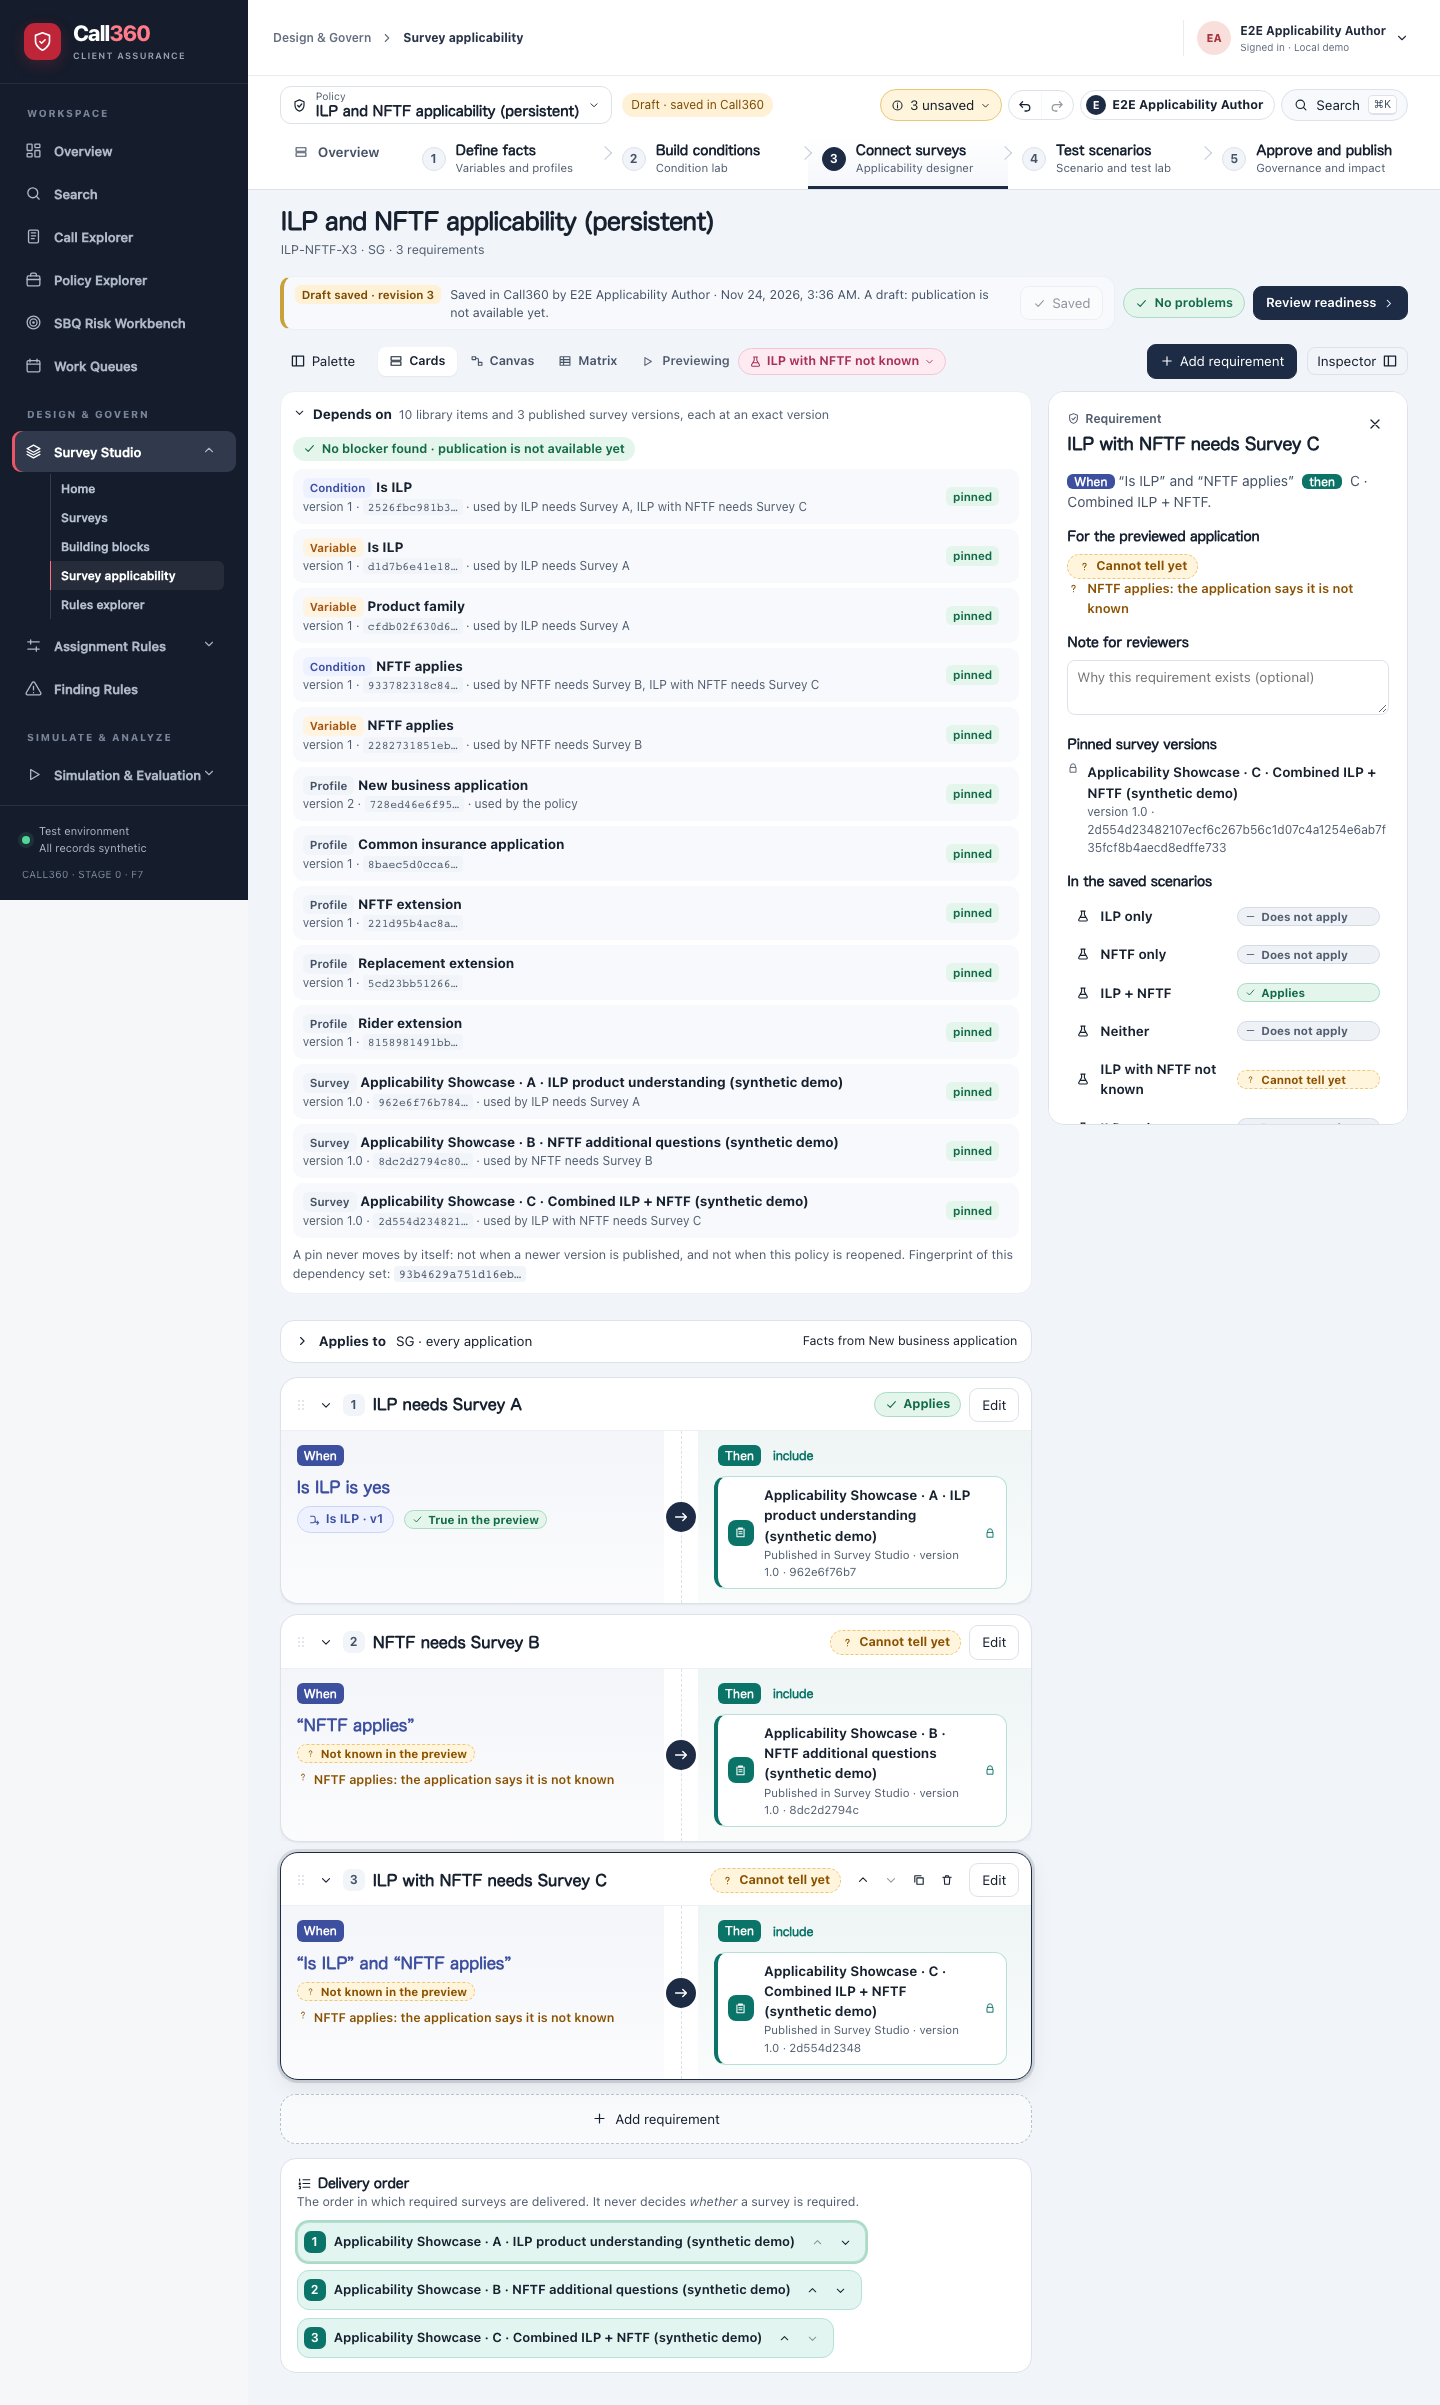 Call360
CLIENT ASSURANCE
WORKSPACE
Overview
Search
Call Explorer
Policy Explorer
SBQ Risk Workbench
Work Queues
DESIGN & GOVERN
Survey Studio
Home
Surveys
Building blocks
Survey applicability
Rules explorer
Assignment Rules
Finding Rules
SIMULATE & ANALYZE
Simulation & Evaluation
Test environment
All records synthetic
CALL360 · STAGE 0 · F7
Design & Govern > Survey applicability
EA
E2E Applicability Author
Signed in · Local demo
Policy
ILP and NFTF applicability (persistent)
Draft · saved in Call360
3 unsaved
E E2E Applicability Author
Search ⌘K
Overview
1 Define facts
Variables and profiles
2 Build conditions
Condition lab
3 Connect surveys
Applicability designer
4 Test scenarios
Scenario and test lab
5 Approve and publish
Governance and impact
ILP and NFTF applicability (persistent)
ILP-NFTF-X3 · SG · 3 requirements
Draft saved · revision 3
Saved in Call360 by E2E Applicability Author · Nov 24, 2026, 3:36 AM. A draft: publication is
not available yet.
Saved
No problems
Review readiness
Palette
Cards
Canvas
Matrix
Previewing
ILP with NFTF not known
Add requirement
Inspector
Depends on 10 library items and 3 published survey versions, each at an exact version
No blocker found · publication is not available yet
Condition Is ILP
version 1 · 2526fbc981b3… · used by ILP needs Survey A, ILP with NFTF needs Survey C
pinned
Variable Is ILP
version 1 · d1d7b6e41e18… · used by ILP needs Survey A
pinned
Variable Product family
version 1 · cfdb02f630d6… · used by ILP needs Survey A
pinned
Condition NFTF applies
version 1 · 933782318c84… · used by NFTF needs Survey B, ILP with NFTF needs Survey C
pinned
Variable NFTF applies
version 1 · 2282731851eb… · used by NFTF needs Survey B
pinned
Profile New business application
version 2 · 728ed46e6f95… · used by the policy
pinned
Profile Common insurance application
version 1 · 8baec5d0cca6…
pinned
Profile NFTF extension
version 1 · 221d95b4ac8a…
pinned
Profile Replacement extension
version 1 · 5cd23bb51266…
pinned
Profile Rider extension
version 1 · 8158981491bb…
pinned
Survey Applicability Showcase · A · ILP product understanding (synthetic demo)
version 1.0 · 962e6f76b784… · used by ILP needs Survey A
pinned
Survey Applicability Showcase · B · NFTF additional questions (synthetic demo)
version 1.0 · 8dc2d2794c80… · used by NFTF needs Survey B
pinned
Survey Applicability Showcase · C · Combined ILP + NFTF (synthetic demo)
version 1.0 · 2d554d234821… · used by ILP with NFTF needs Survey C
pinned
A pin never moves by itself: not when a newer version is published, and not when this policy is reopened. Fingerprint of this
dependency set: 93b4629a751d16eb…
Applies to SG · every application
Facts from New business application
1 ILP needs Survey A
Applies
Edit
When
Is ILP is yes
Is ILP · v1
True in the preview
Then include
Applicability Showcase · A · ILP
product understanding
(synthetic demo)
Published in Survey Studio · version
1.0 · 962e6f76b7
2 NFTF needs Survey B
? Cannot tell yet
Edit
When
“NFTF applies”
? Not known in the preview
? NFTF applies: the application says it is not known
Then include
Applicability Showcase · B ·
NFTF additional questions
(synthetic demo)
Published in Survey Studio · version
1.0 · 8dc2d2794c
3 ILP with NFTF needs Survey C
? Cannot tell yet
Edit
When
“Is ILP” and “NFTF applies”
? Not known in the preview
? NFTF applies: the application says it is not known
Then include
Applicability Showcase · C ·
Combined ILP + NFTF
(synthetic demo)
Published in Survey Studio · version
1.0 · 2d554d2348
Add requirement
Delivery order
The order in which required surveys are delivered. It never decides whether a survey is required.
1 Applicability Showcase · A · ILP product understanding (synthetic demo)
2 Applicability Showcase · B · NFTF additional questions (synthetic demo)
3 Applicability Showcase · C · Combined ILP + NFTF (synthetic demo)
Requirement
ILP with NFTF needs Survey C
When “Is ILP” and “NFTF applies” then C ·
Combined ILP + NFTF.
For the previewed application
? Cannot tell yet
? NFTF applies: the application says it is not
known
Note for reviewers
Why this requirement exists (optional)
Pinned survey versions
Applicability Showcase · C · Combined ILP +
NFTF (synthetic demo)
version 1.0 ·
2d554d23482107ecf6c267b56c1d07c4a1254e6ab7f
35fcf8b4aecd8edffe733
In the saved scenarios
ILP only
Does not apply
NFTF only
Does not apply
ILP + NFTF
Applies
Neither
Does not apply
ILP with NFTF not
known
? Cannot tell yet